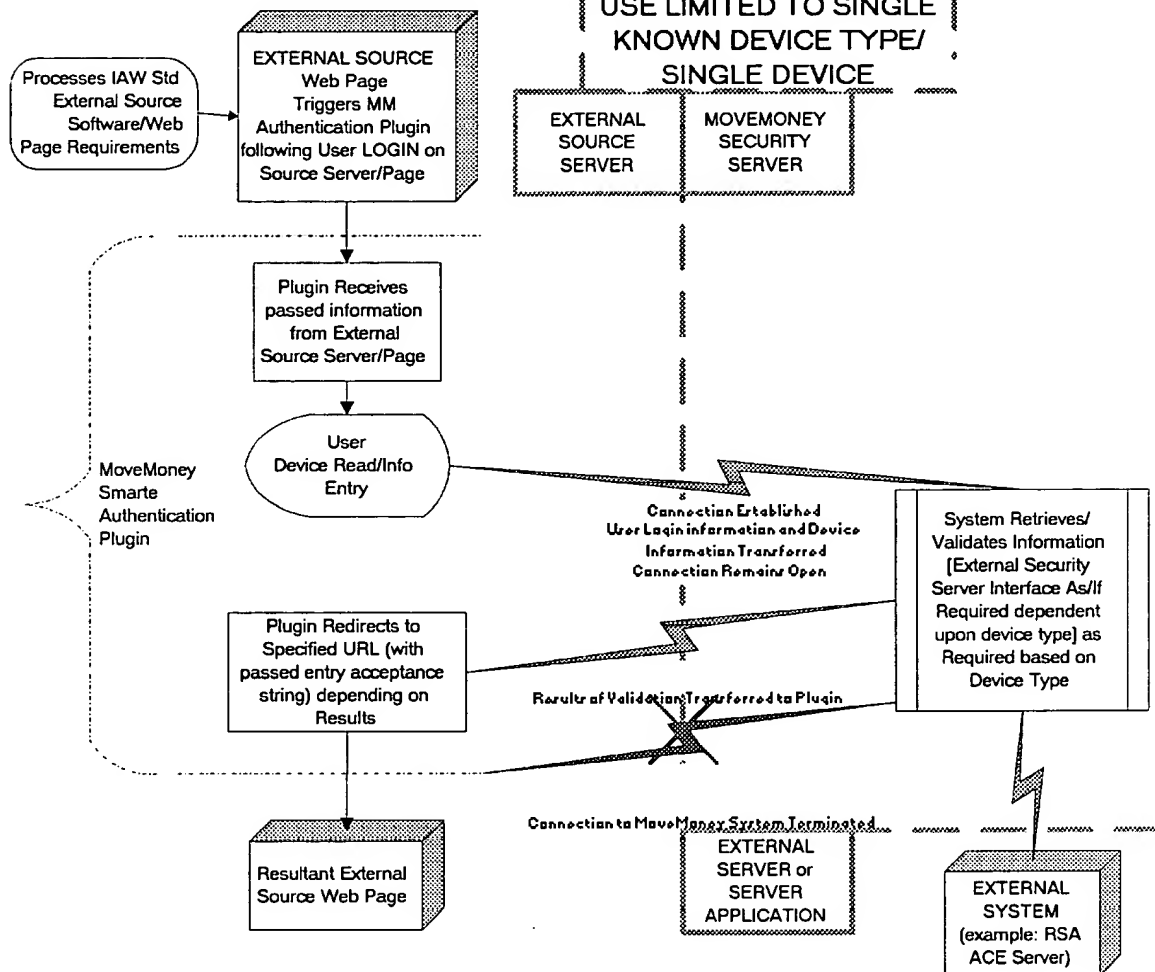 USE LIMITED TO SINGLE
KNOWN DEVICE TYPE/
SINGLE DEVICE
Processes IAW Std
External Source
Software/Web
Page Requirements
EXTERNAL SOURCE
Web Page
Triggers MM
Authentication Plugin
following User LOGIN on
Source Server/Page
EXTERNAL
SOURCE
SERVER
MOVEMONEY
SECURITY
SERVER
Plugin Receives
passed information
from External
Source Server/Page
User
Device Read/Info
Entry
MoveMoney
Smarte
Authentication
Plugin
Connection Established
User Login information and Device
Information Transferred
Connection Remains Open
System Retrieves/
Validates Information
[External Security
Server Interface As/If
Required dependent
upon device type] as
Required based on
Device Type
Plugin Redirects to
Specified URL (with
passed entry acceptance
string) depending on
Results
Results of Validation Transferred to Plugin
Connection to MoveMoney System Terminated
Resultant External
Source Web Page
EXTERNAL
SERVER or
SERVER
APPLICATION
EXTERNAL
SYSTEM
(example: RSA
ACE Server)